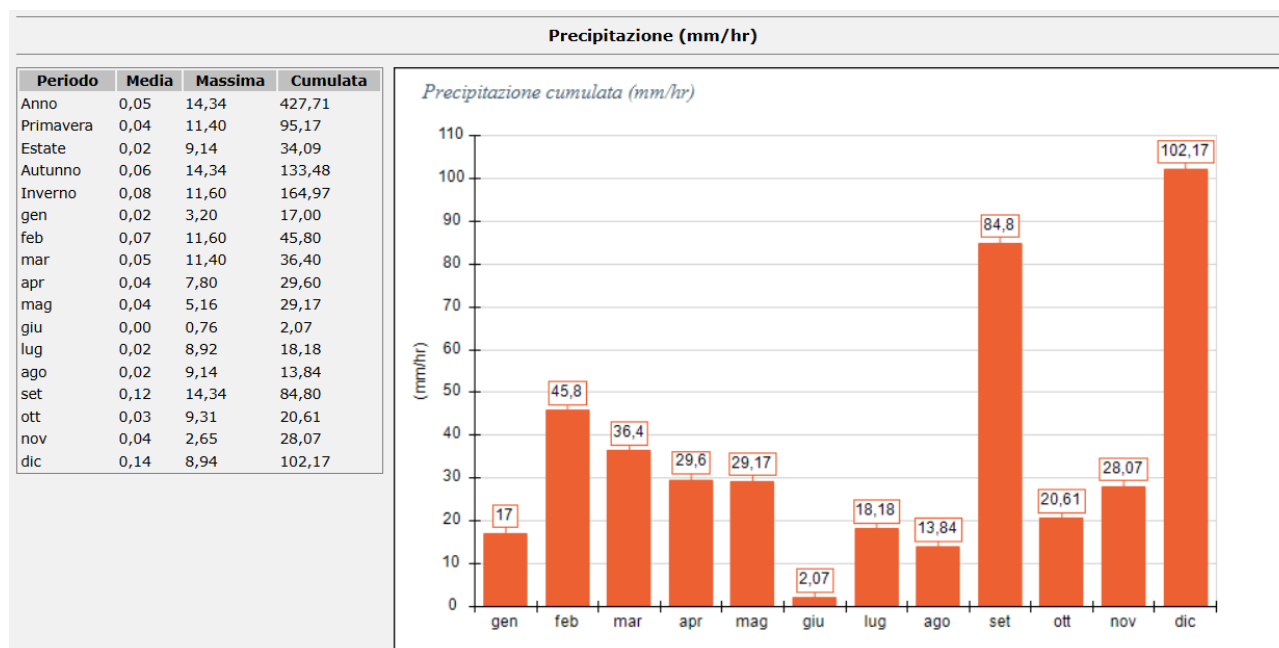 Precipitazione (mm/hr)
Periodo Media Massima Cumulata
Anno 0,05 14,34 427,71
Primavera 0,04 11,40 95,17
Estate 0,02 9,14 34,09
Autunno 0,06 14,34 133,48
Inverno 0,08 11,60 164,97
gen 0,02 3,20 17,00
feb 0,07 11,60 45,80
mar 0,05 11,40 36,40
apr 0,04 7,80 29,60
mag 0,04 5,16 29,17
giu 0,00 0,76 2,07
lug 0,02 8,92 18,18
ago 0,02 9,14 13,84
set 0,12 14,34 84,80
ott 0,03 9,31 20,61
nov 0,04 2,65 28,07
dic 0,14 8,94 102,17
Precipitazione cumulata (mm/hr)
(mm/hr)
110
100
90
80
70
60
50
40
30
20
10
0
17
45,8
36,4
29,6
29,17
2,07
18,18
13,84
84,8
20,61
28,07
102,17
gen feb mar apr mag giu lug ago set ott nov dic